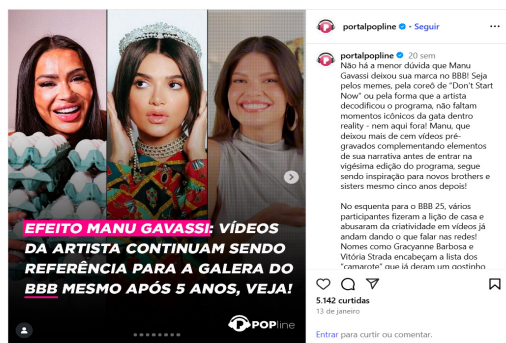 EFEITO MANU GAVASSI: VÍDEOS
DA ARTISTA CONTINUAM SENDO
REFERÊNCIA PARA A GALERA DO
BBB MESMO APÓS 5 ANOS, VEJA!
POPline
portalpopline • Seguir
portalpopline 20 sem
Não há a menor dúvida que Manu
Gavassi deixou sua marca no BBB! Seja
pelos memes, pela coreô de "Don't Start
Now" ou pela forma que a artista
decodificou o programa, não faltam
momentos icônicos da gata dentro
reality - nem aqui fora! Manu, que
deixou mais de cem vídeos pré-
gravados complementando elementos
de sua narrativa antes de entrar na
vigésima edição do programa, segue
sendo inspiração para novos brothers e
sisters mesmo cinco anos depois!
No esquenta para o BBB 25, vários
participantes fizeram a lição de casa e
abusaram da criatividade em vídeos já
andam dando o que falar nas redes!
Nomes como Gracyanne Barbosa e
Vitória Strada encabeçam a lista dos
"camarote" que já deram um gostinho
5.142 curtidas
13 de janeiro
Entrar para curtir ou comentar.